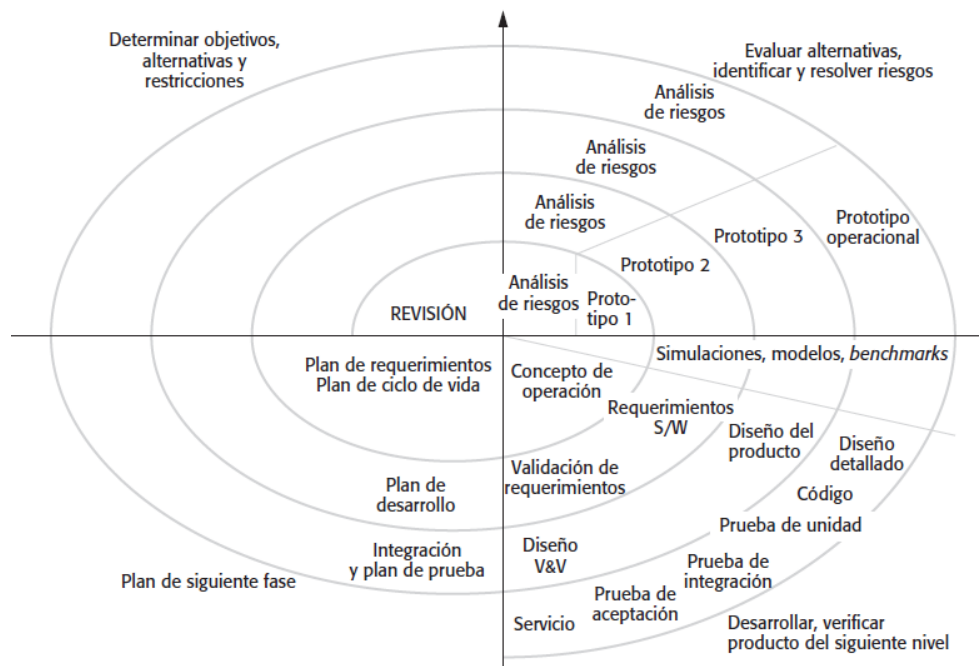 Determinar objetivos,
alternativas y
restricciones
Evaluar alternativas,
identificar y resolver riesgos
Análisis
de riesgos
Análisis
de riesgos
Análisis
de riesgos
Análisis
de riesgos
REVISIÓN
Proto-
tipo 1
Prototipo 2
Prototipo 3
Prototipo
operacional
Simulaciones, modelos, benchmarks
Plan de requerimientos
Plan de ciclo de vida
Concepto de
operación
Requerimientos
S/W
Diseño del
producto
Diseño
detallado
Plan de
desarrollo
Validación de
requerimientos
Código
Prueba de unidad
Integración
y plan de prueba
Diseño
V&V
Prueba de
integración
Plan de siguiente fase
Prueba de
aceptación
Servicio
Desarrollar, verificar
producto del siguiente nivel